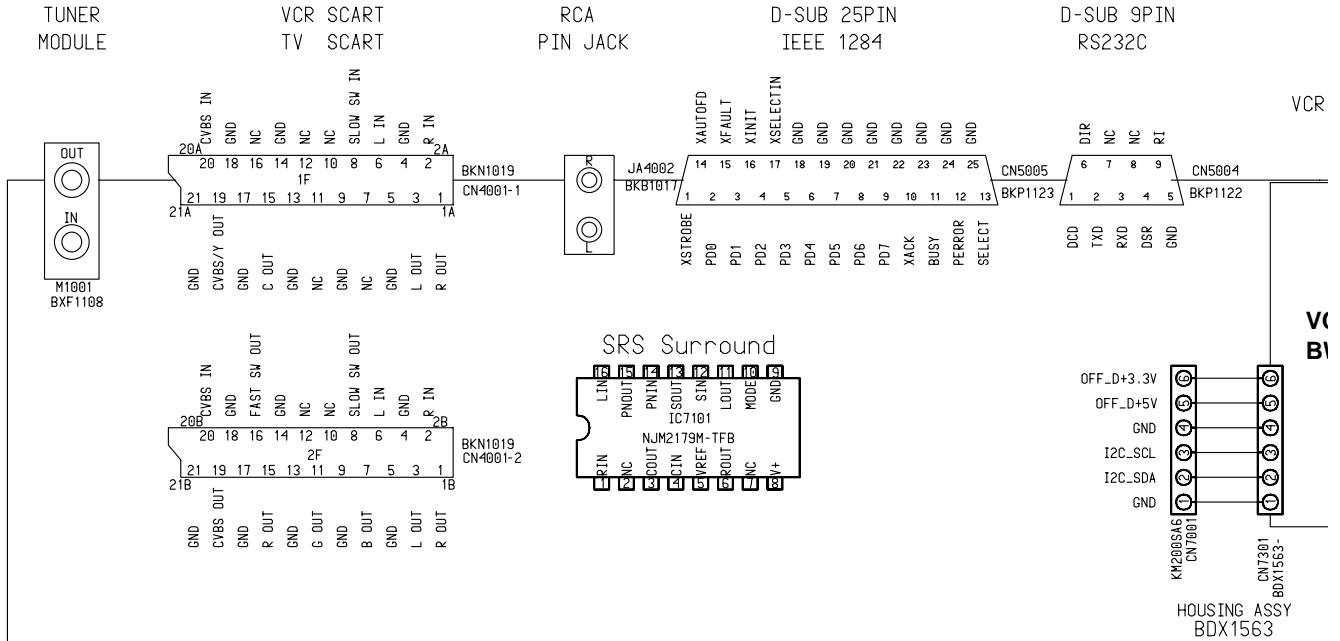 TUNER
MODULE
VCR SCART
TV SCART
RCA
PIN JACK
D-SUB 25PIN
IEEE 1284
D-SUB 9PIN
RS232C
VCR
OUT
IN
M1001
BXF1108
CVBS IN
GND
NC
GND
NC
NC
SLOW SW IN
L IN
GND
R IN
20A
2A
20 18 16 14 12 10 8 6 4 2
1F
21 19 17 15 13 11 9 7 5 3 1
21A
1A
BKN1019
CN4001-1
GND
CVBS/Y OUT
GND
C OUT
GND
NC
GND
NC
GND
L OUT
R OUT
R
L
JA4002
BKB1017
XAUTOFD
XFAULT
XINIT
XSELECTIN
GND
GND
GND
GND
GND
GND
GND
GND
14 15 16 17 18 19 20 21 22 23 24 25
1 2 3 4 5 6 7 8 9 10 11 12 13
XSTROBE
PD0
PD1
PD2
PD3
PD4
PD5
PD6
PD7
XACK
BUSY
PERROR
SELECT
CN5005
BKP1123
DIR
NC
NC
RI
6 7 8 9
1 2 3 4 5
DCD
TXD
RXD
DSR
GND
CN5004
BKP1122
CVBS IN
GND
FAST SW OUT
GND
NC
NC
SLOW SW OUT
L IN
GND
R IN
20B
2B
20 18 16 14 12 10 8 6 4 2
2F
21 19 17 15 13 11 9 7 5 3 1
21B
1B
BKN1019
CN4001-2
GND
CVBS OUT
GND
R OUT
GND
G OUT
GND
B OUT
GND
L OUT
R OUT
SRS Surround
16 15 14 13 12 11 10 9
LIN
PNOUT
PNIN
SOUT
SIN
LOUT
MODE
GND
IC7101
NJM2179M-TFB
RIN
NC
COUT
CIN
VREF
ROUT
NC
V+
1 2 3 4 5 6 7 8
VC
BW
OFF_D+3.3V 6 6
OFF_D+5V 5 5
GND 4 4
I2C_SCL 3 3
I2C_SDA 2 2
GND 1 1
KM200SA6
CN7001
CN7301
BDX1563-
HOUSING ASSY
BDX1563